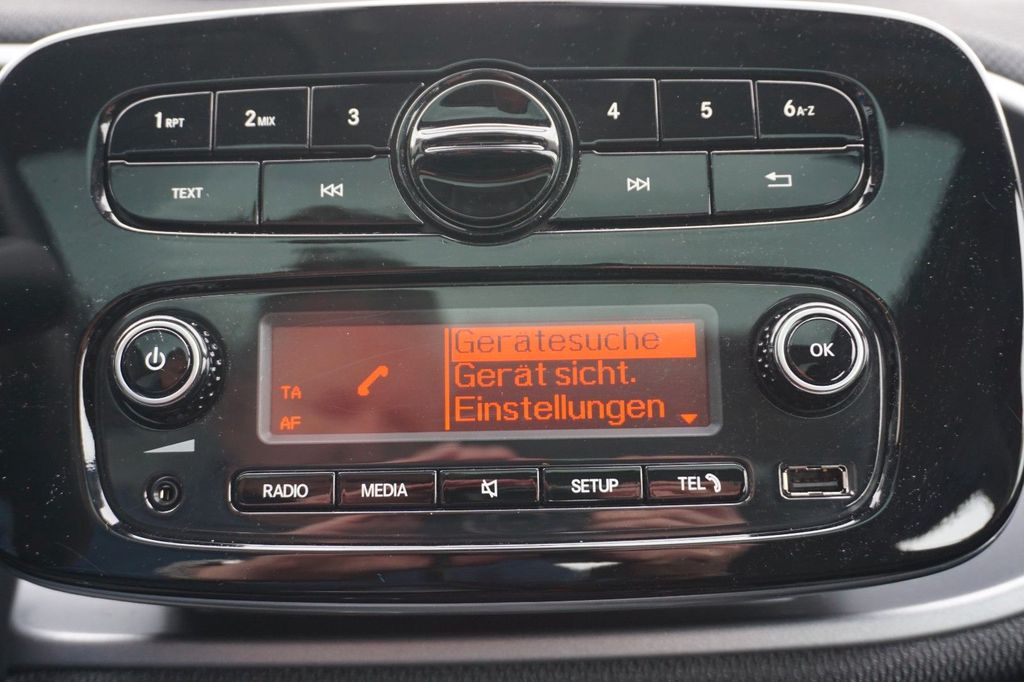 1RPT 2MIX 3 4 5 6A-Z
TEXT
Gerätesuche
Gerät sicht.
Einstellungen
TA
AF
OK
RADIO MEDIA SETUP TEL